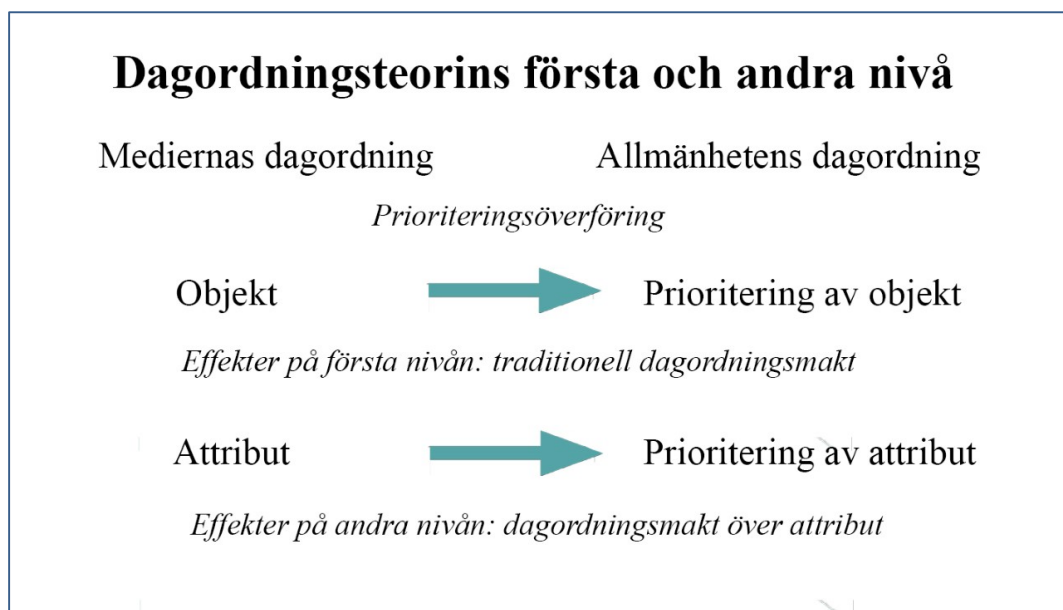 Dagordningsteorins första och andra nivå
Mediernas dagordning Allmänhetens dagordning
Prioriteringsöverföring
Objekt Prioritering av objekt
Effekter på första nivån: traditionell dagordningsmakt
Attribut Prioritering av attribut
Effekter på andra nivån: dagordningsmakt över attribut